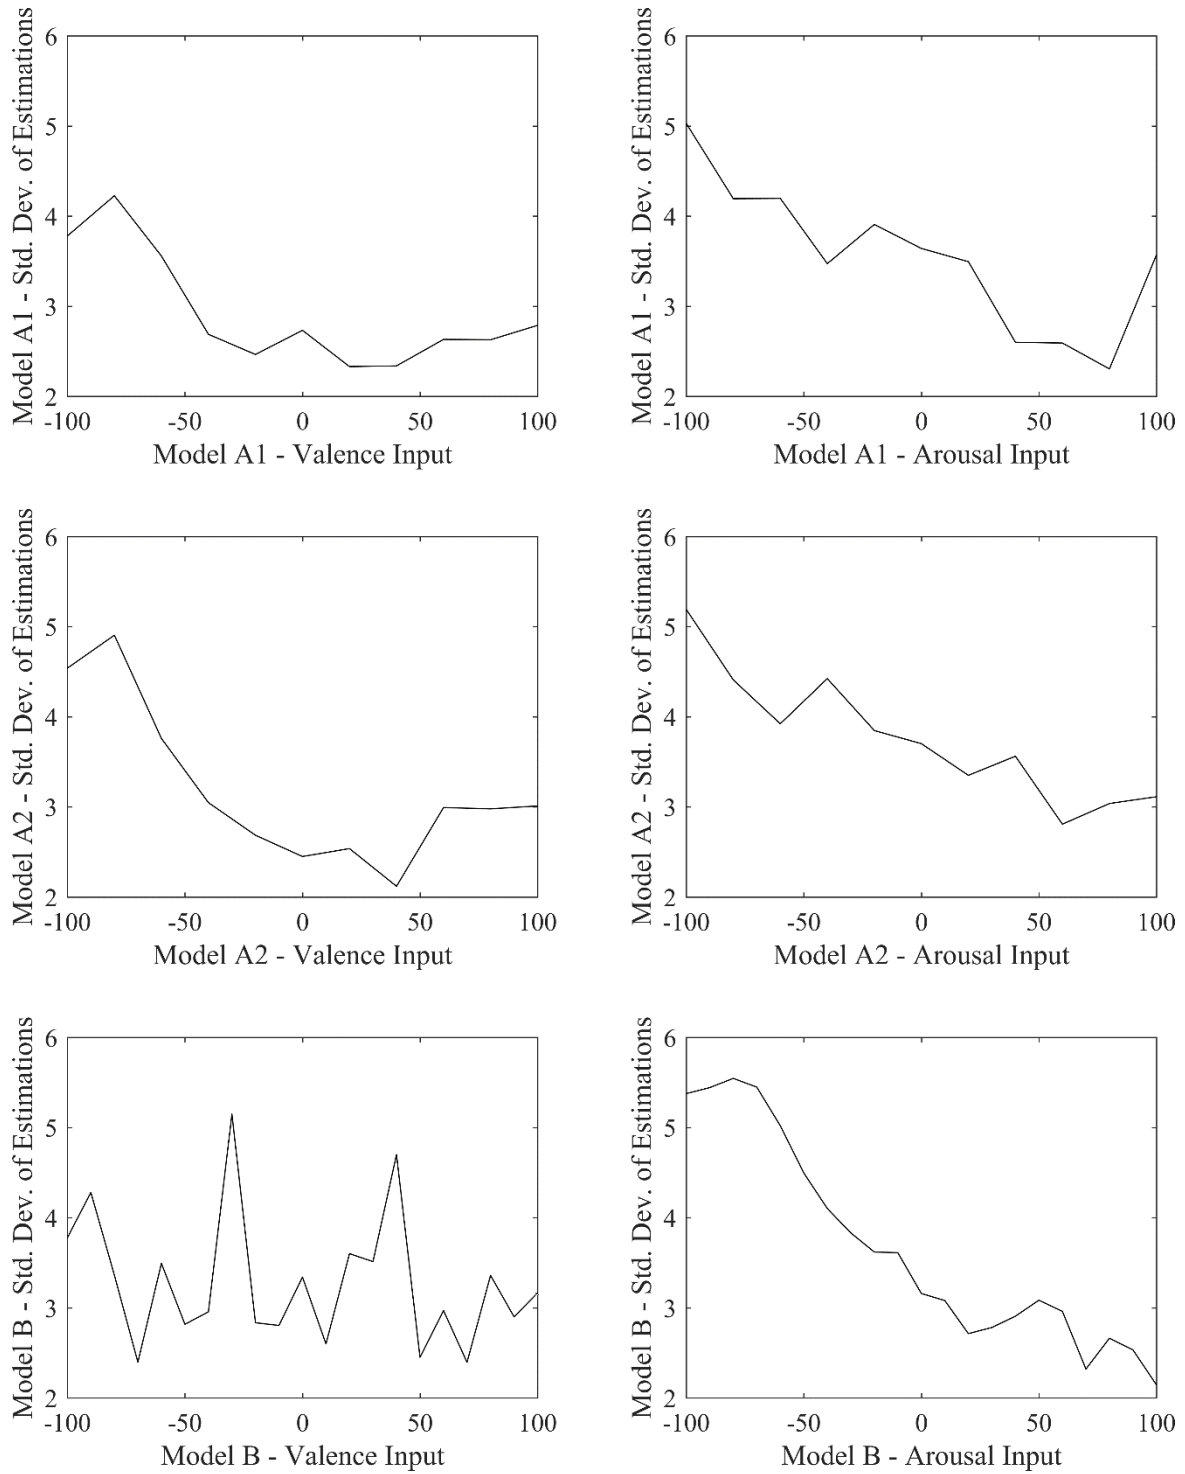 Model A1 - Std. Dev. of Estimations
6
5
4
3
2
-100 -50 0 50 100
Model A1 - Valence Input
Model A1 - Std. Dev. of Estimations
6
5
4
3
2
-100 -50 0 50 100
Model A1 - Arousal Input
Model A2 - Std. Dev. of Estimations
6
5
4
3
2
-100 -50 0 50 100
Model A2 - Valence Input
Model A2 - Std. Dev. of Estimations
6
5
4
3
2
-100 -50 0 50 100
Model A2 - Arousal Input
Model B - Std. Dev. of Estimations
6
5
4
3
2
-100 -50 0 50 100
Model B - Valence Input
Model B - Std. Dev. of Estimations
6
5
4
3
2
-100 -50 0 50 100
Model B - Arousal Input